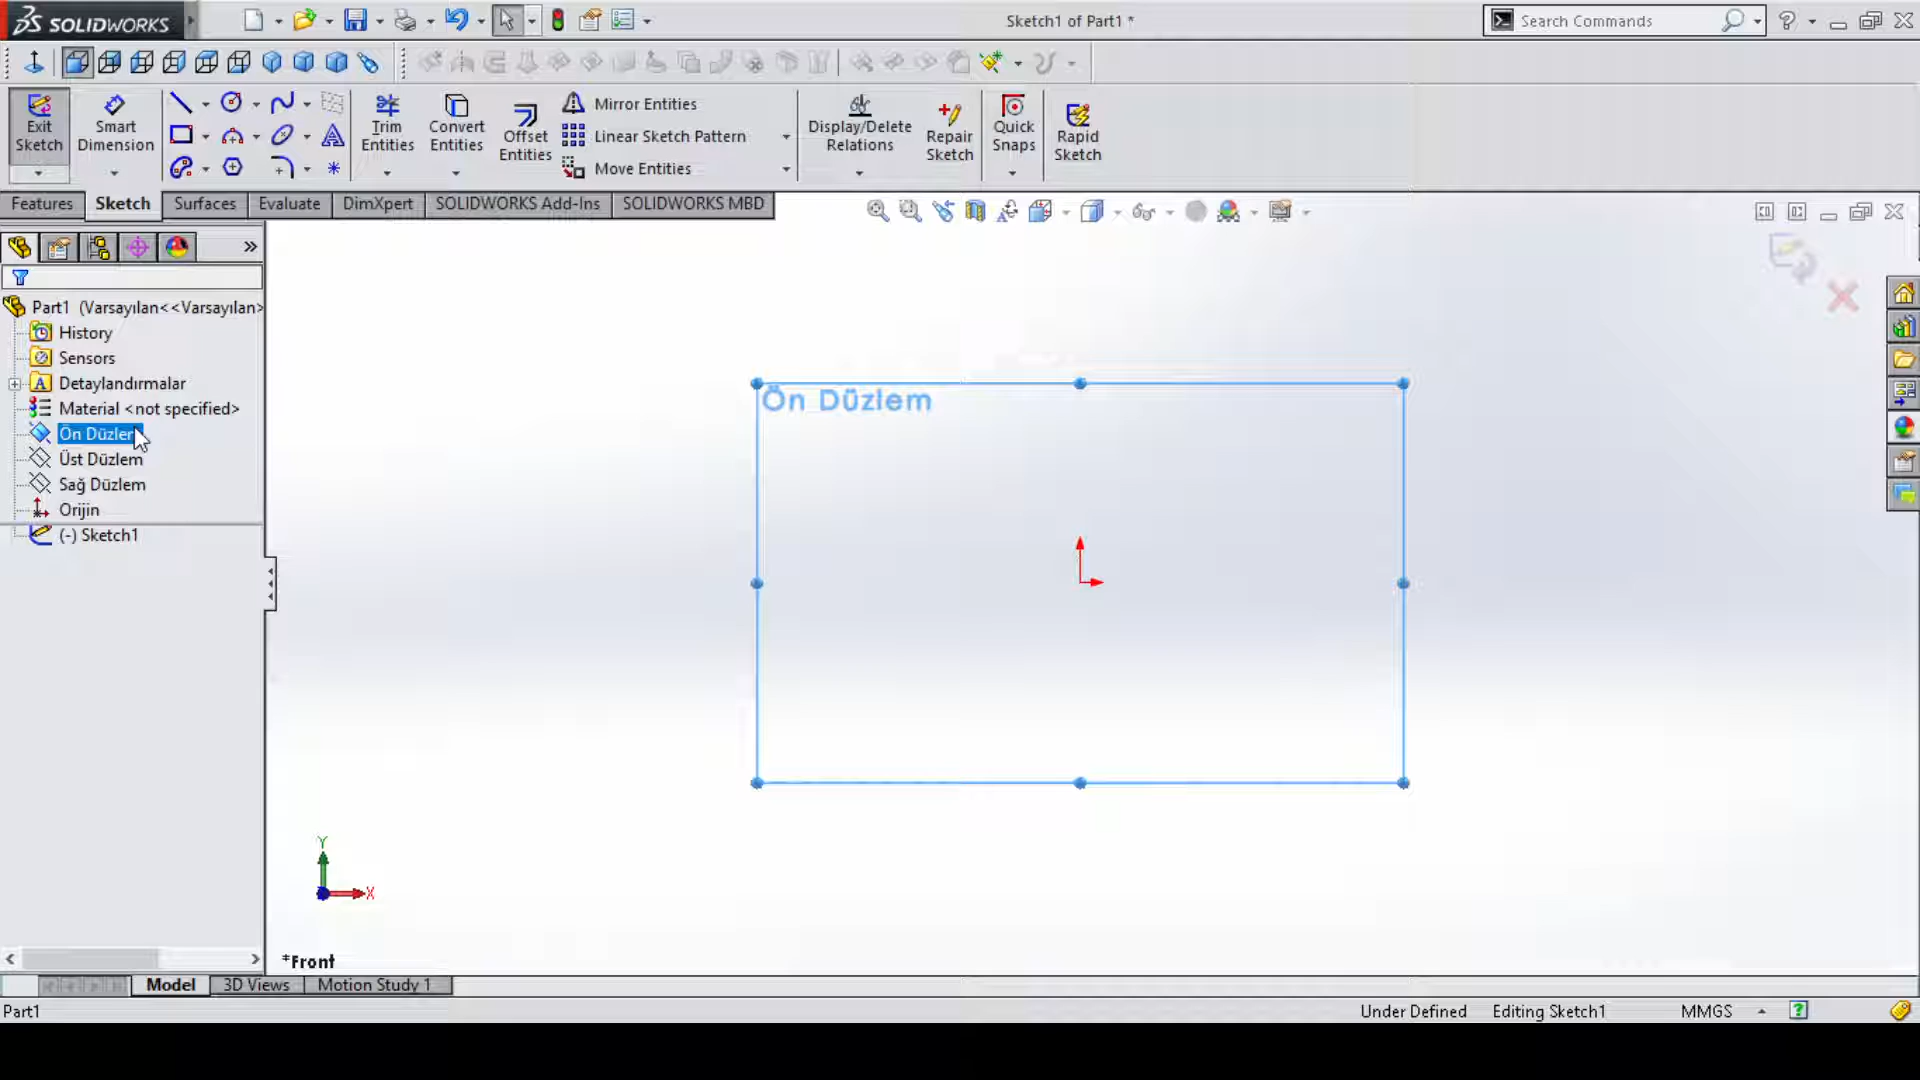 SOLIDWORKS
Sketch1 of Part1 *
Search Commands
Exit Sketch
Smart Dimension
Trim Entities
Convert Entities
Offset Entities
Mirror Entities
Linear Sketch Pattern
Move Entities
Display/Delete Relations
Repair Sketch
Quick Snaps
Rapid Sketch
Features
Sketch
Surfaces
Evaluate
DimXpert
SOLIDWORKS Add-Ins
SOLIDWORKS MBD
Part1 (Varsayılan<<Varsayılan>
History
Sensors
Detaylandırmalar
Material <not specified>
Ön Düzlem
Üst Düzlem
Sağ Düzlem
Orijin
(-) Sketch1
Ön Düzlem
Y
X
*Front
Model
3D Views
Motion Study 1
Part1
Under Defined
Editing Sketch1
MMGS